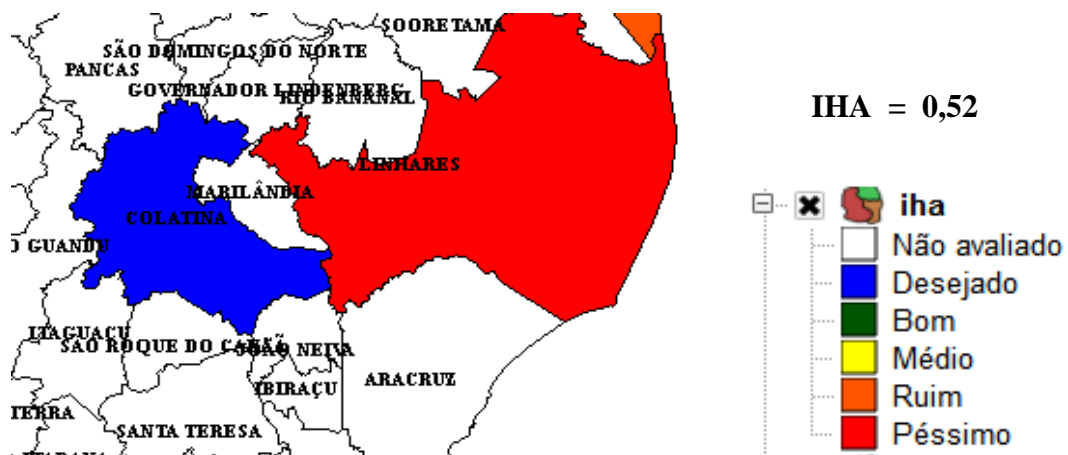 SOORETAMA
SÃO DOMINGOS DO NORTE
PANCAS
GOVERNADOR LINDENBERG
RIO BANANAL
LINHARES
MARILÂNDIA
COLATINA
O GUANDU
ITAGUAÇU
SÃO ROQUE DO CANAÃ
JOÃO NEIVA
IBIRAÇU
ARACRUZ
TERRA
SANTA TERESA
IHA = 0,52
iha
Não avaliado
Desejado
Bom
Médio
Ruim
Péssimo